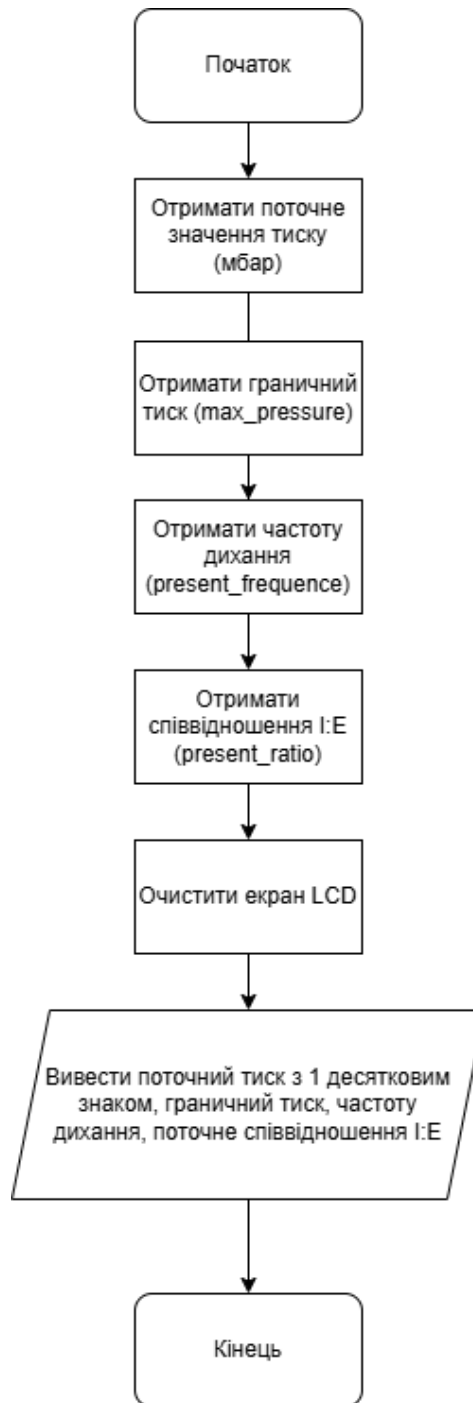 Початок
Отримати поточне
значення тиску
(мбар)
Отримати граничний
тиск (max_pressure)
Отримати частоту
дихання
(present_frequence)
Отримати
співвідношення I:E
(present_ratio)
Очистити екран LCD
Вивести поточний тиск з 1 десятковим
знаком, граничний тиск, частоту
дихання, поточне співвідношення I:E
Кінець